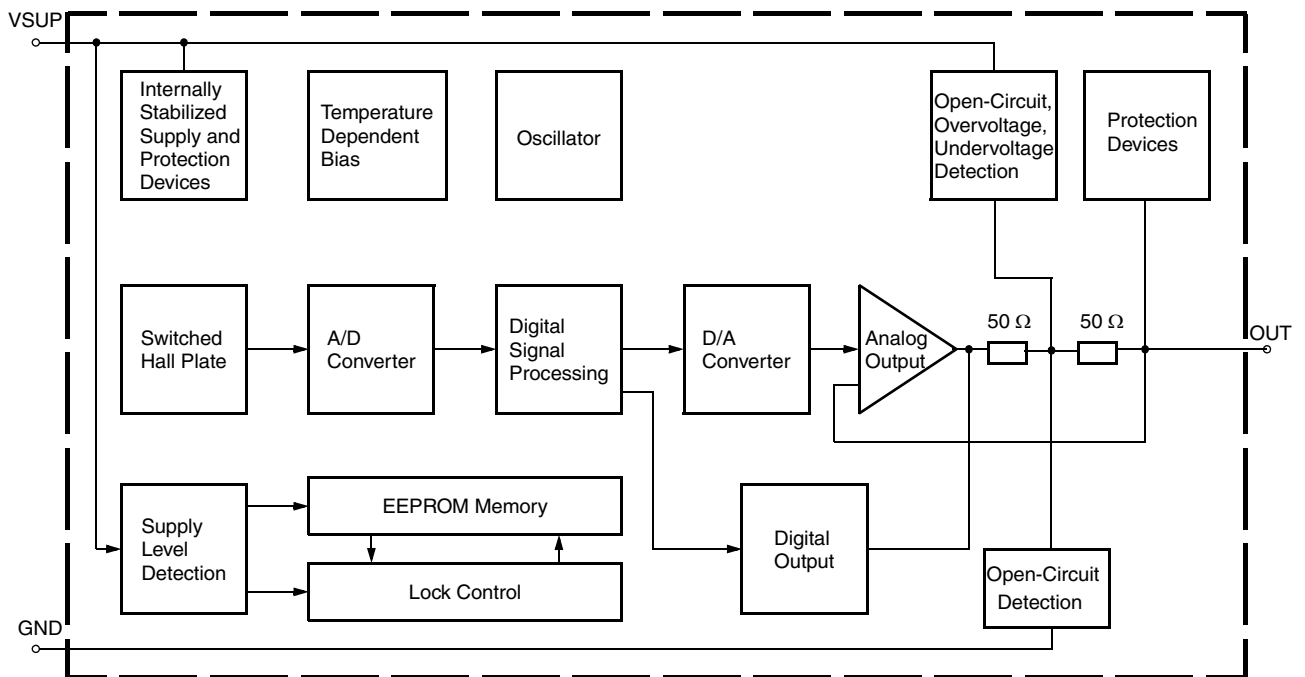 VSUP
Internally
Stabilized
Supply and
Protection
Devices
Temperature
Dependent
Bias
Oscillator
Open-Circuit,
Overvoltage,
Undervoltage
Detection
Protection
Devices
Switched
Hall Plate
A/D
Converter
Digital
Signal
Processing
D/A
Converter
Analog
Output
50 Ω
50 Ω
OUT
Supply
Level
Detection
EEPROM Memory
Lock Control
Digital
Output
Open-Circuit
Detection
GND